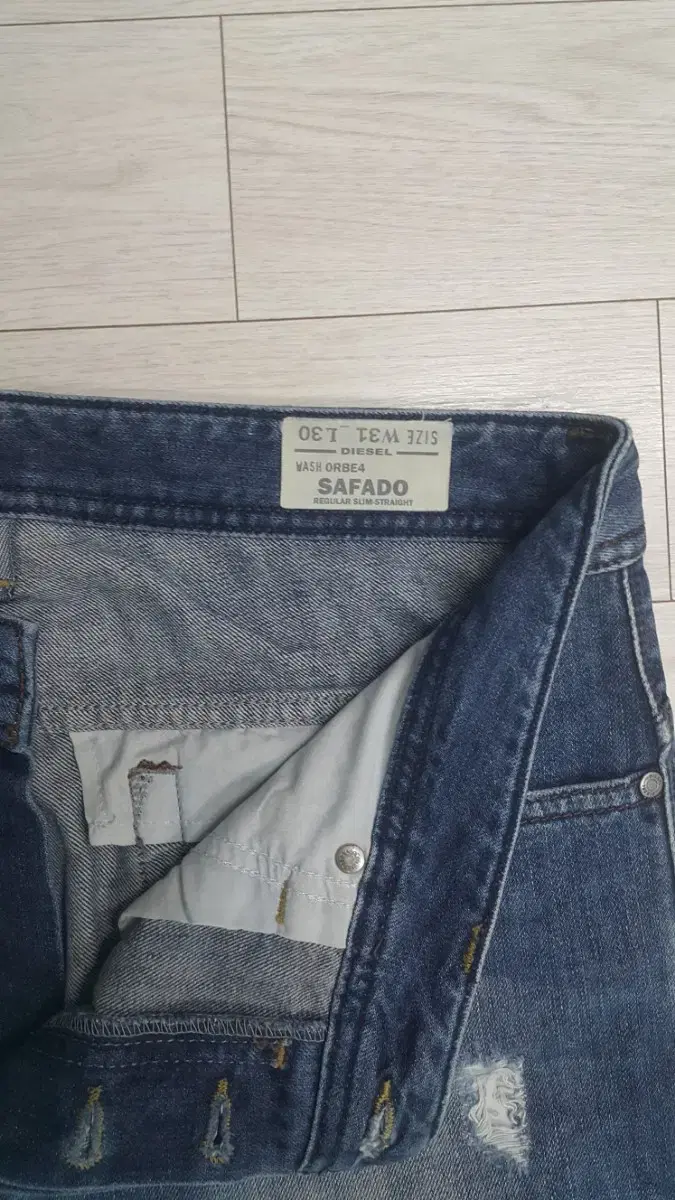 SIZE W31 L30
DIESEL
WASH 0RBE4
SAFADO
REGULAR SLIM-STRAIGHT